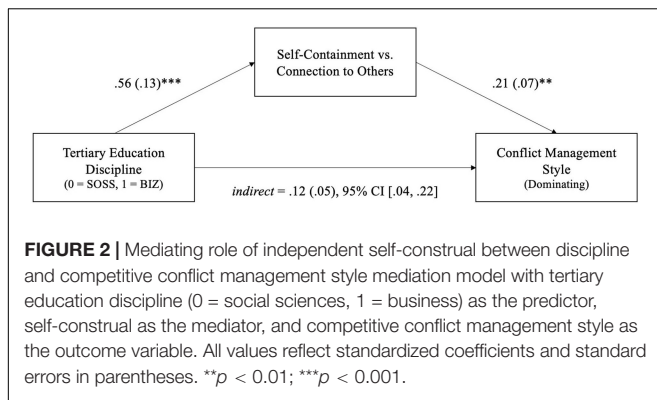 Self-Containment vs.
Connection to Others
.56 (.13)***
.21 (.07)**
Tertiary Education
Discipline
(0 = SOSS, 1 = BIZ)
Conflict Management
Style
(Dominating)
indirect = .12 (.05), 95% CI [.04, .22]
FIGURE 2 | Mediating role of independent self-construal between discipline
and competitive conflict management style mediation model with tertiary
education discipline (0 = social sciences, 1 = business) as the predictor,
self-construal as the mediator, and competitive conflict management style as
the outcome variable. All values reflect standardized coefficients and standard
errors in parentheses. **p < 0.01; ***p < 0.001.